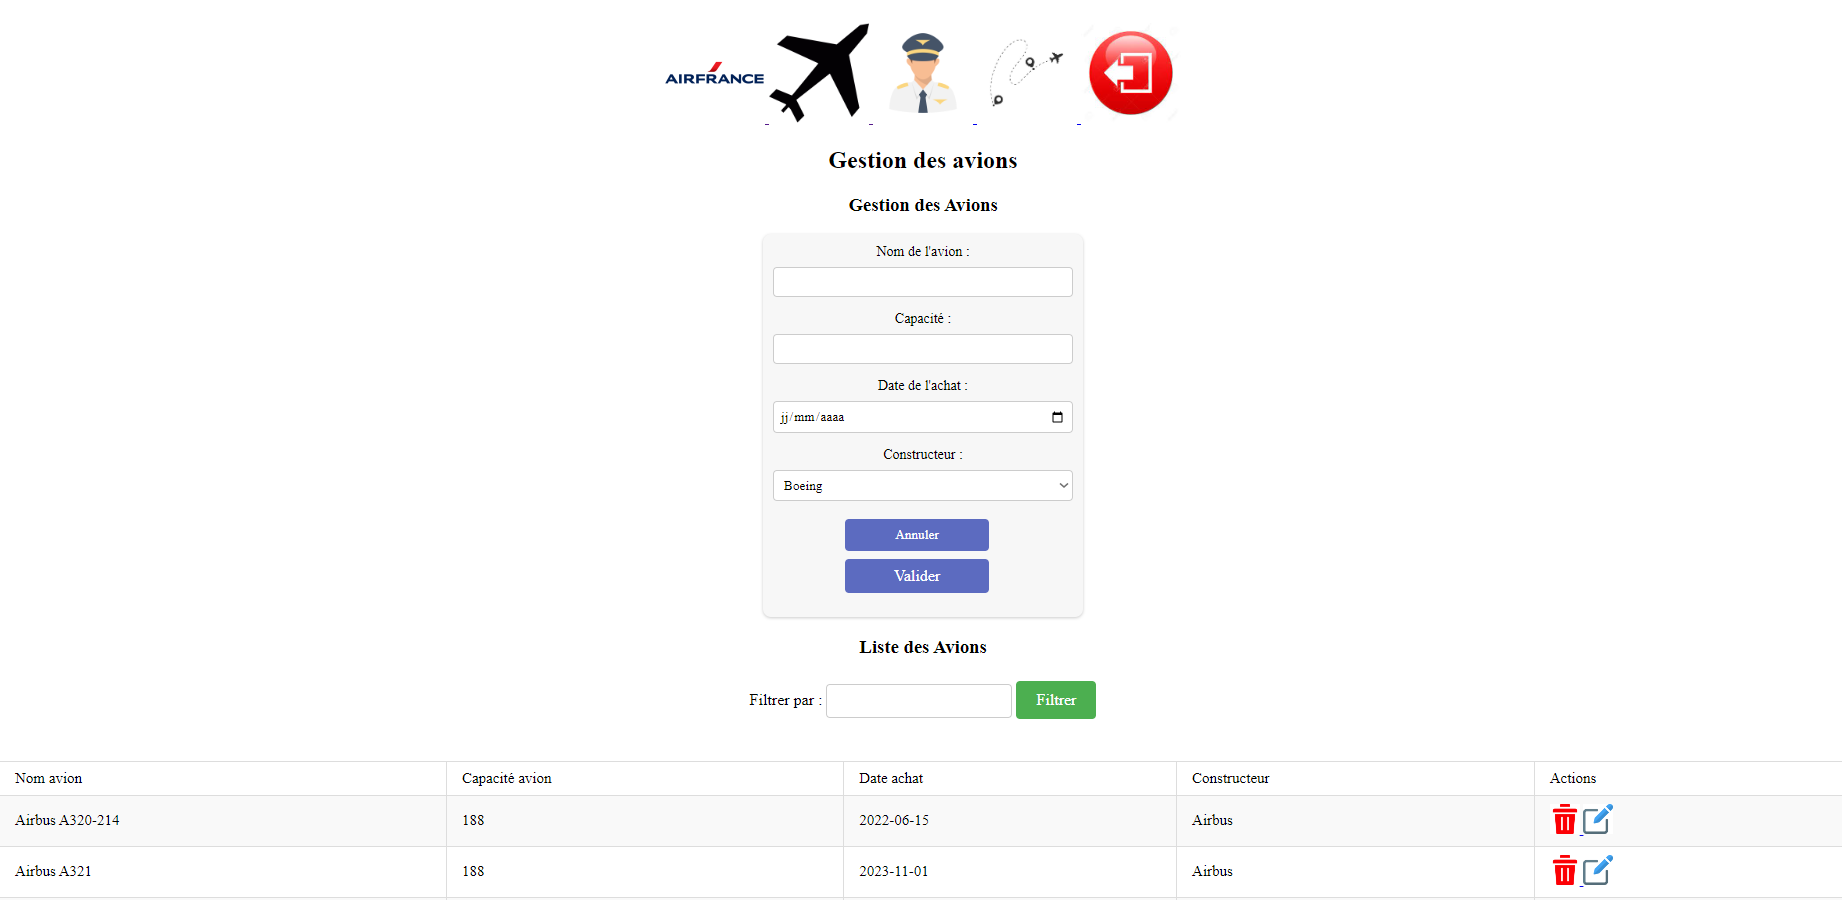 AIRFRANCE
Gestion des avions
Gestion des Avions
Nom de l'avion :
Capacité :
Date de l'achat :
jj/mm/aaaa
Constructeur :
Boeing
Annuler
Valider
Liste des Avions
Filtrer par : Filtrer
Nom avion Capacité avion Date achat Constructeur Actions
Airbus A320-214 188 2022-06-15 Airbus
Airbus A321 188 2023-11-01 Airbus